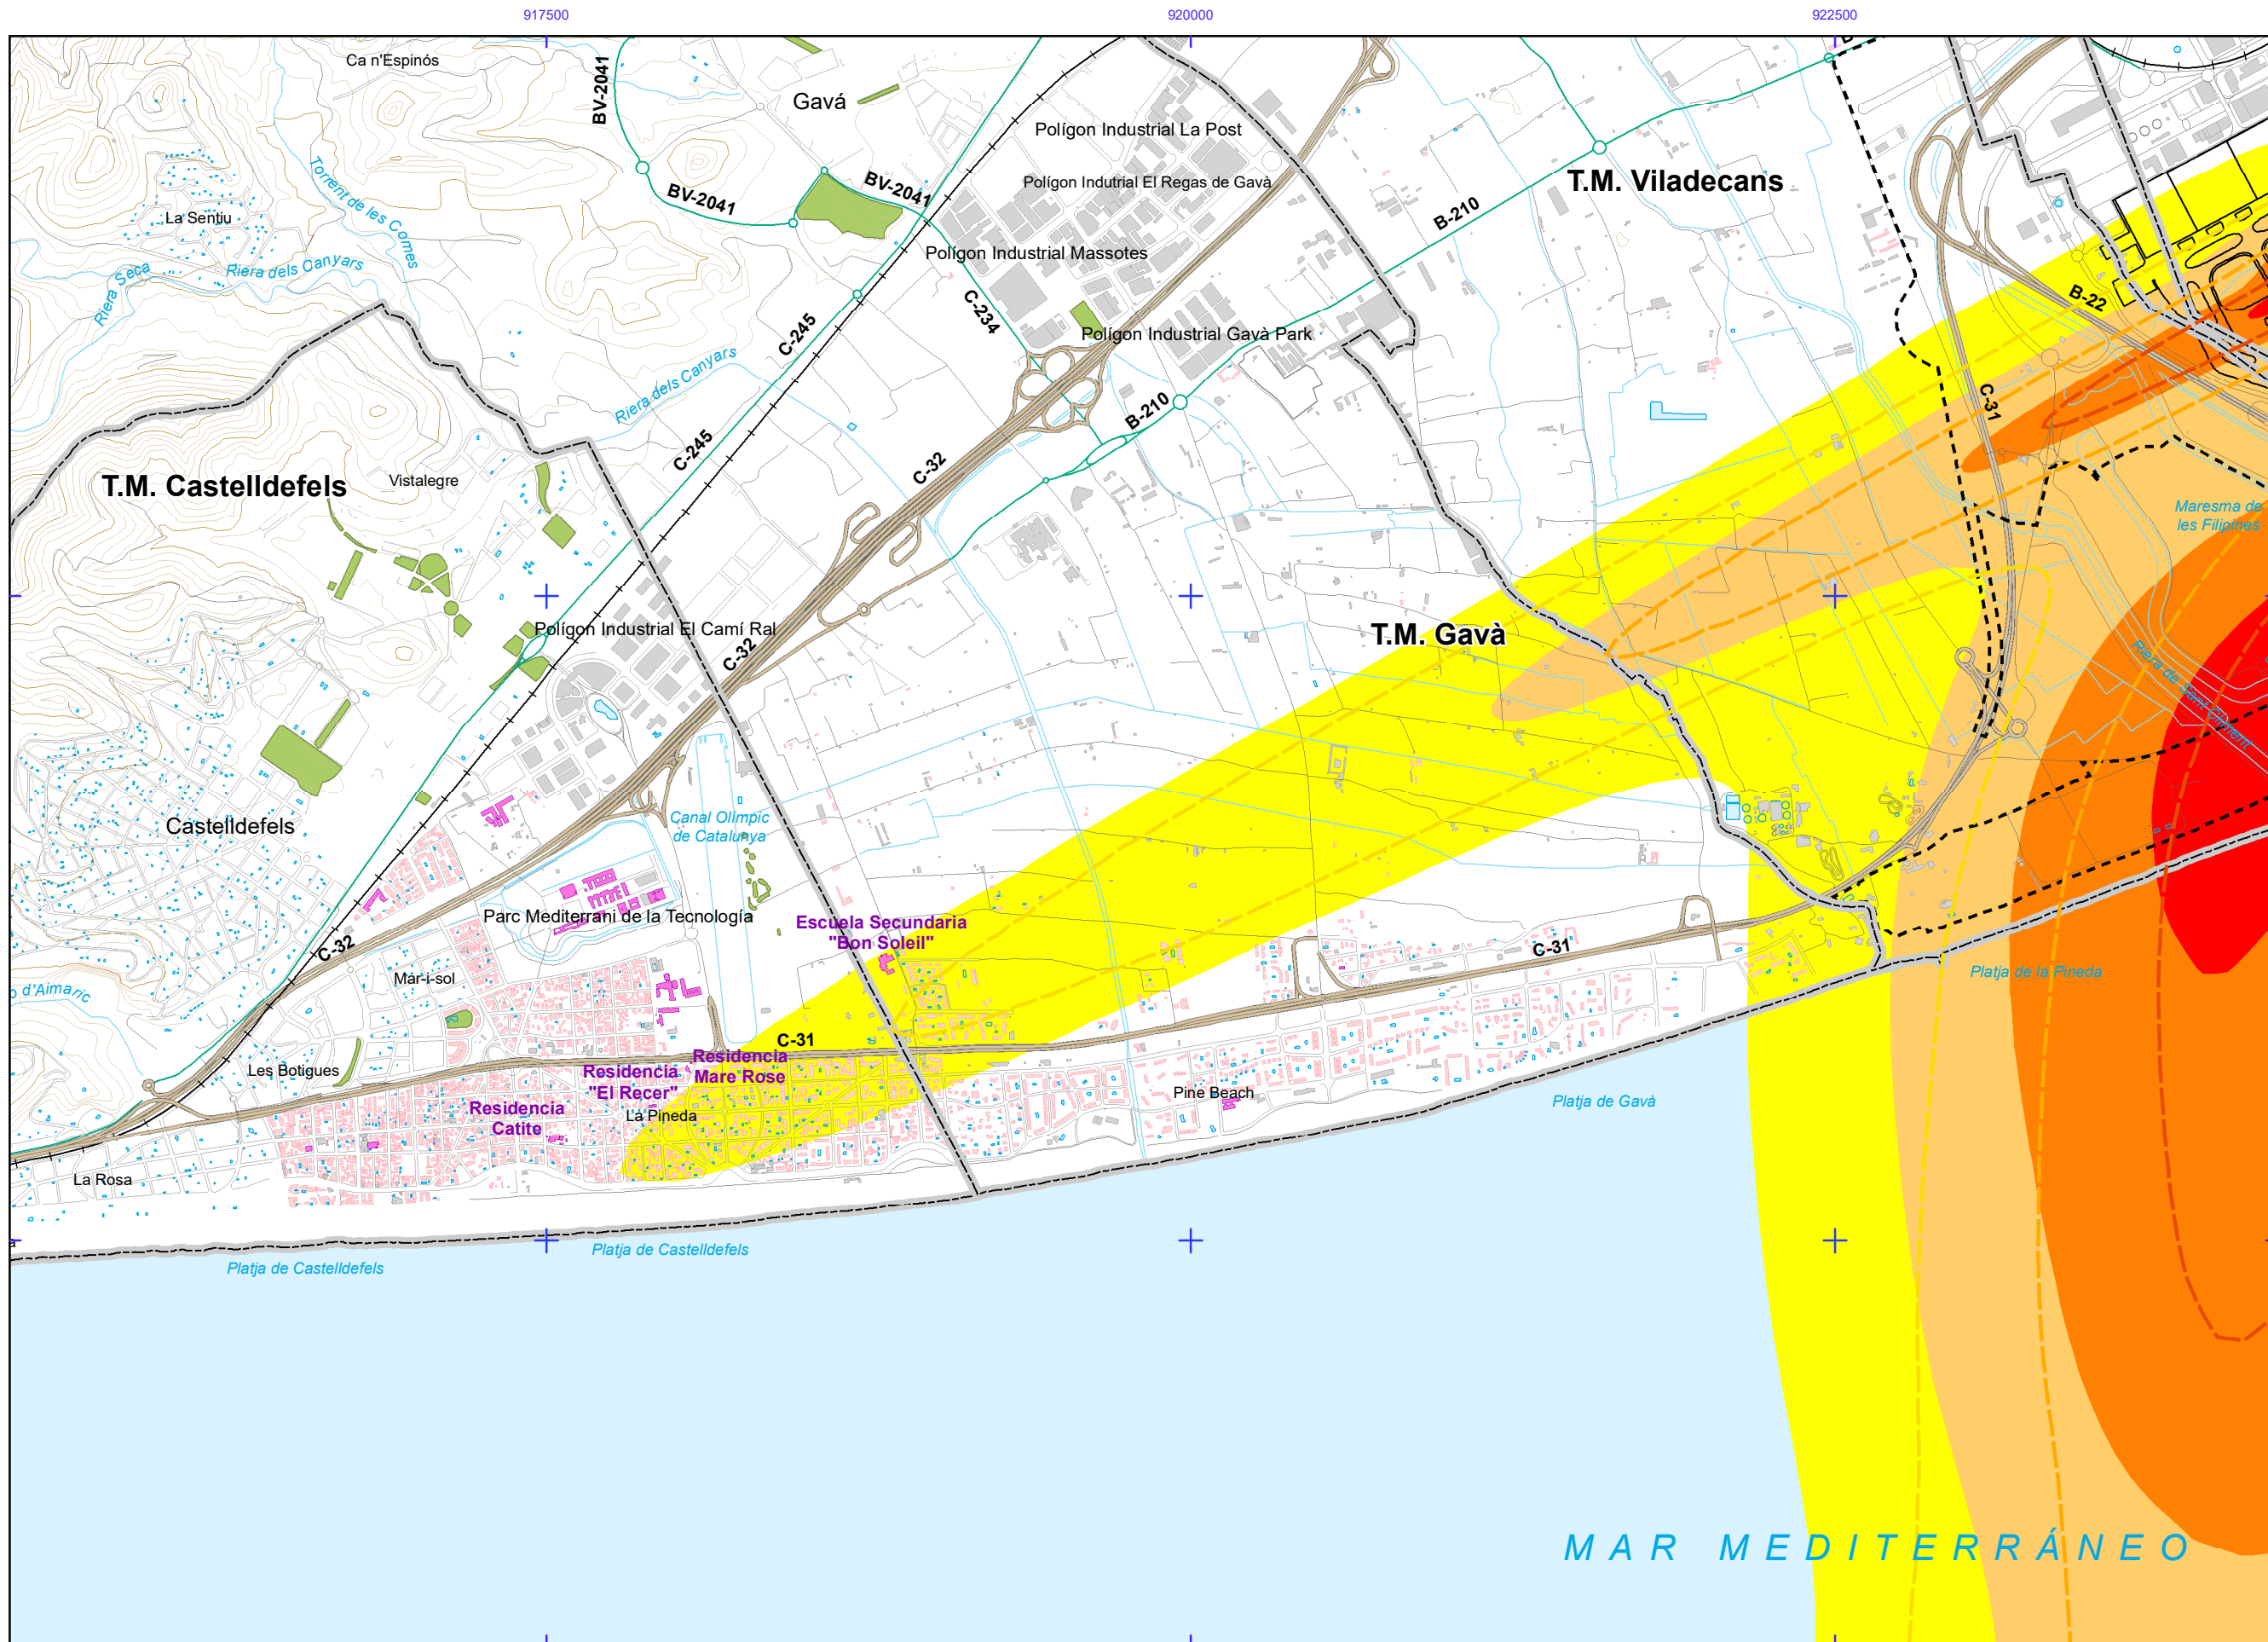 917500
920000
922500
Ca n'Espinós
BV-2041
Gavá
Polígon Industrial La Post
BV-2041
BV-2041
Polígon Indutrial El Regas de Gavà
T.M. Viladecans
B-210
La Sentiu
Torrent de les Comes
Riera Seca
Riera dels Canyars
Polígon Industrial Massotes
C-234
C-245
Polígon Industrial Gavà Park
B-22
Riera dels Canyars
C-31
B-210
C-245
C-32
T.M. Castelldefels
Vistalegre
Maresma de
les Filipines
Polígon Industrial El Camí Ral
C-32
T.M. Gavà
Riera de Sant Climent
Canal Olímpic
de Catalunya
Castelldefels
Parc Mediterrani de la Tecnología
Escuela Secundaria
"Bon Soleil"
C-32
C-31
Mar-i-sol
Platja de la Pineda
o d'Aimaric
C-31
Residencia
Mare Rose
Les Botigues
Residencia
"El Recer"
Residencia
Catite
La Pineda
Pine Beach
Platja de Gavà
La Rosa
a
Platja de Castelldefels
Platja de Castelldefels
MAR MEDITERRÁNEO